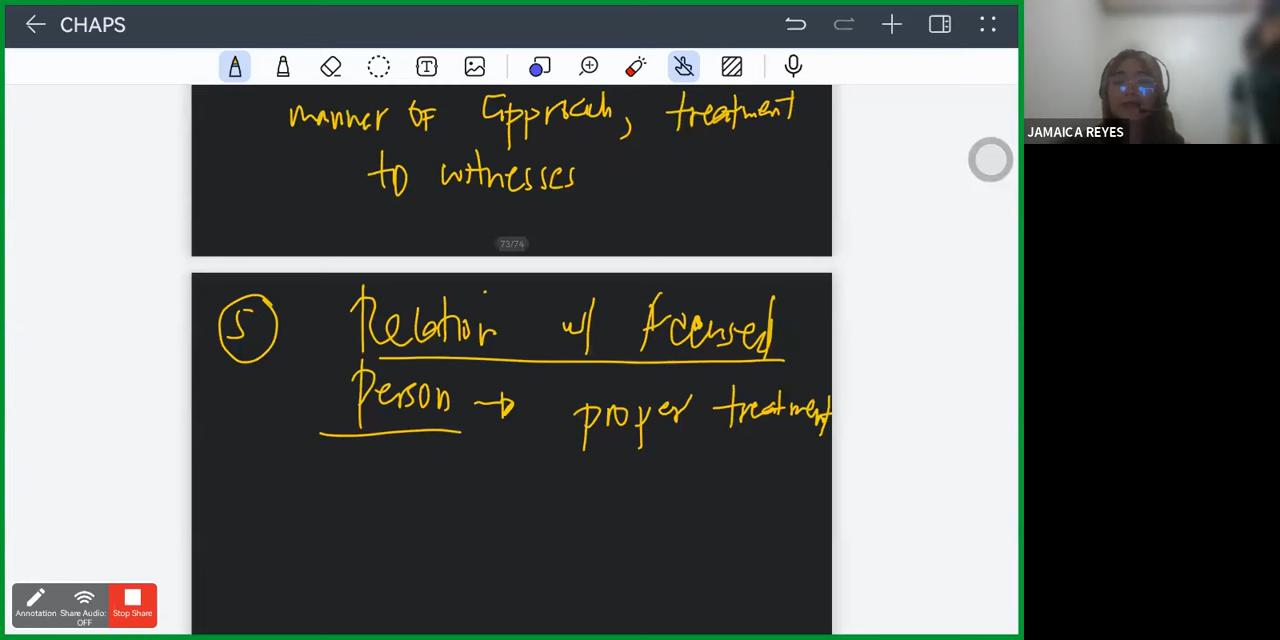 CHAPS
JAMAICA REYES
manner of approach, treatment
to witnesses
73/74
5 Relation w/ Accused
person → proper treatment
Annotation
Share Audio: OFF
Stop Share